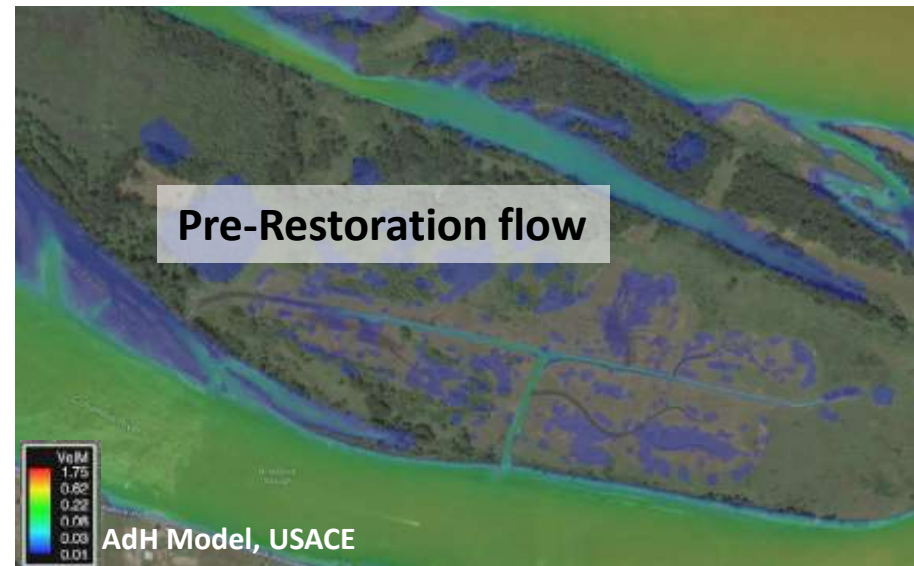 Pre-Restoration flow
VelM
1.75
0.62
0.22
0.08
0.03
0.01
AdH Model, USACE